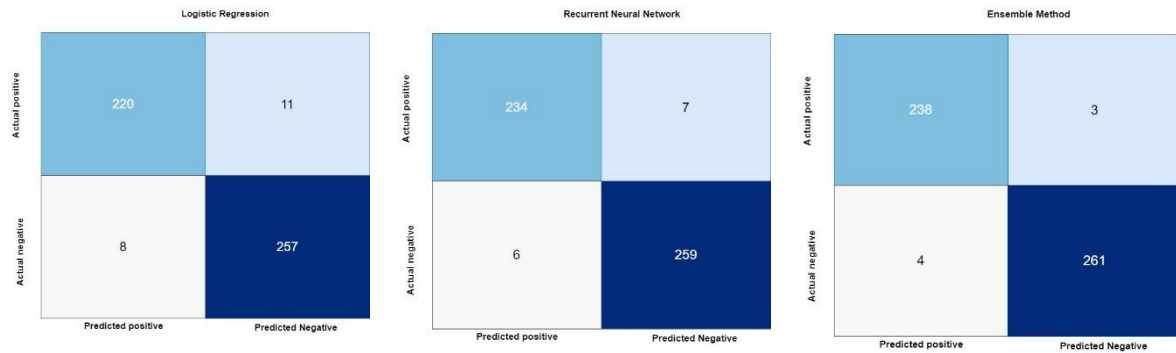 Logistic Regression
Actual positive
220
11
Actual negative
8
257
Predicted positive
Predicted Negative
Recurrent Neural Network
Actual positive
234
7
Actual negative
6
259
Predicted positive
Predicted Negative
Ensemble Method
Actual positive
238
3
Actual negative
4
261
Predicted positive
Predicted Negative